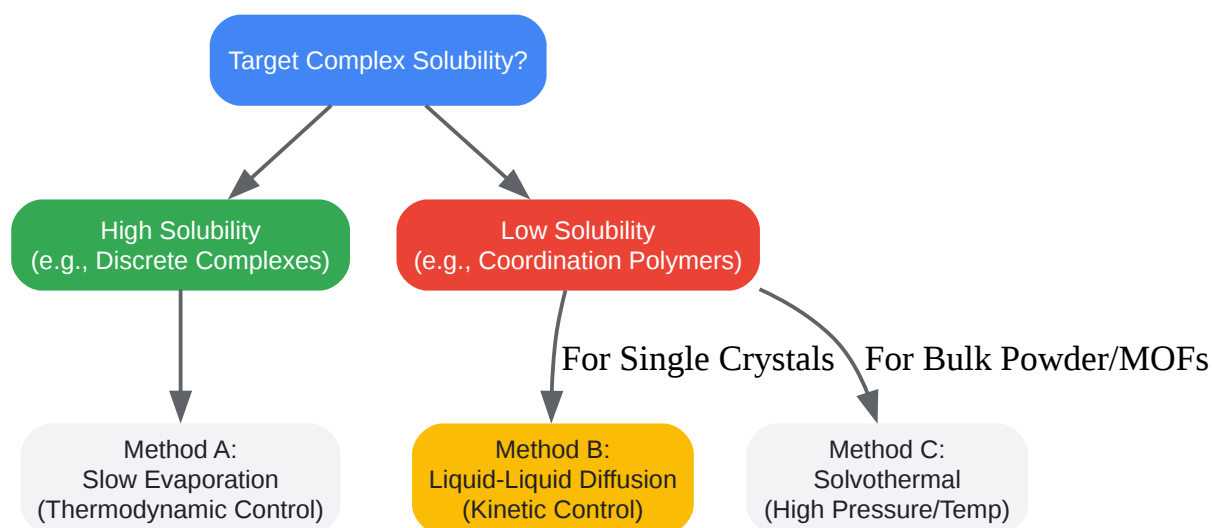 Target Complex Solubility?
High Solubility
(e.g., Discrete Complexes)
Low Solubility
(e.g., Coordination Polymers)
For Single Crystals
For Bulk Powder/MOFs
Method A:
Slow Evaporation
(Thermodynamic Control)
Method B:
Liquid-Liquid Diffusion
(Kinetic Control)
Method C:
Solvothermal
(High Pressure/Temp)